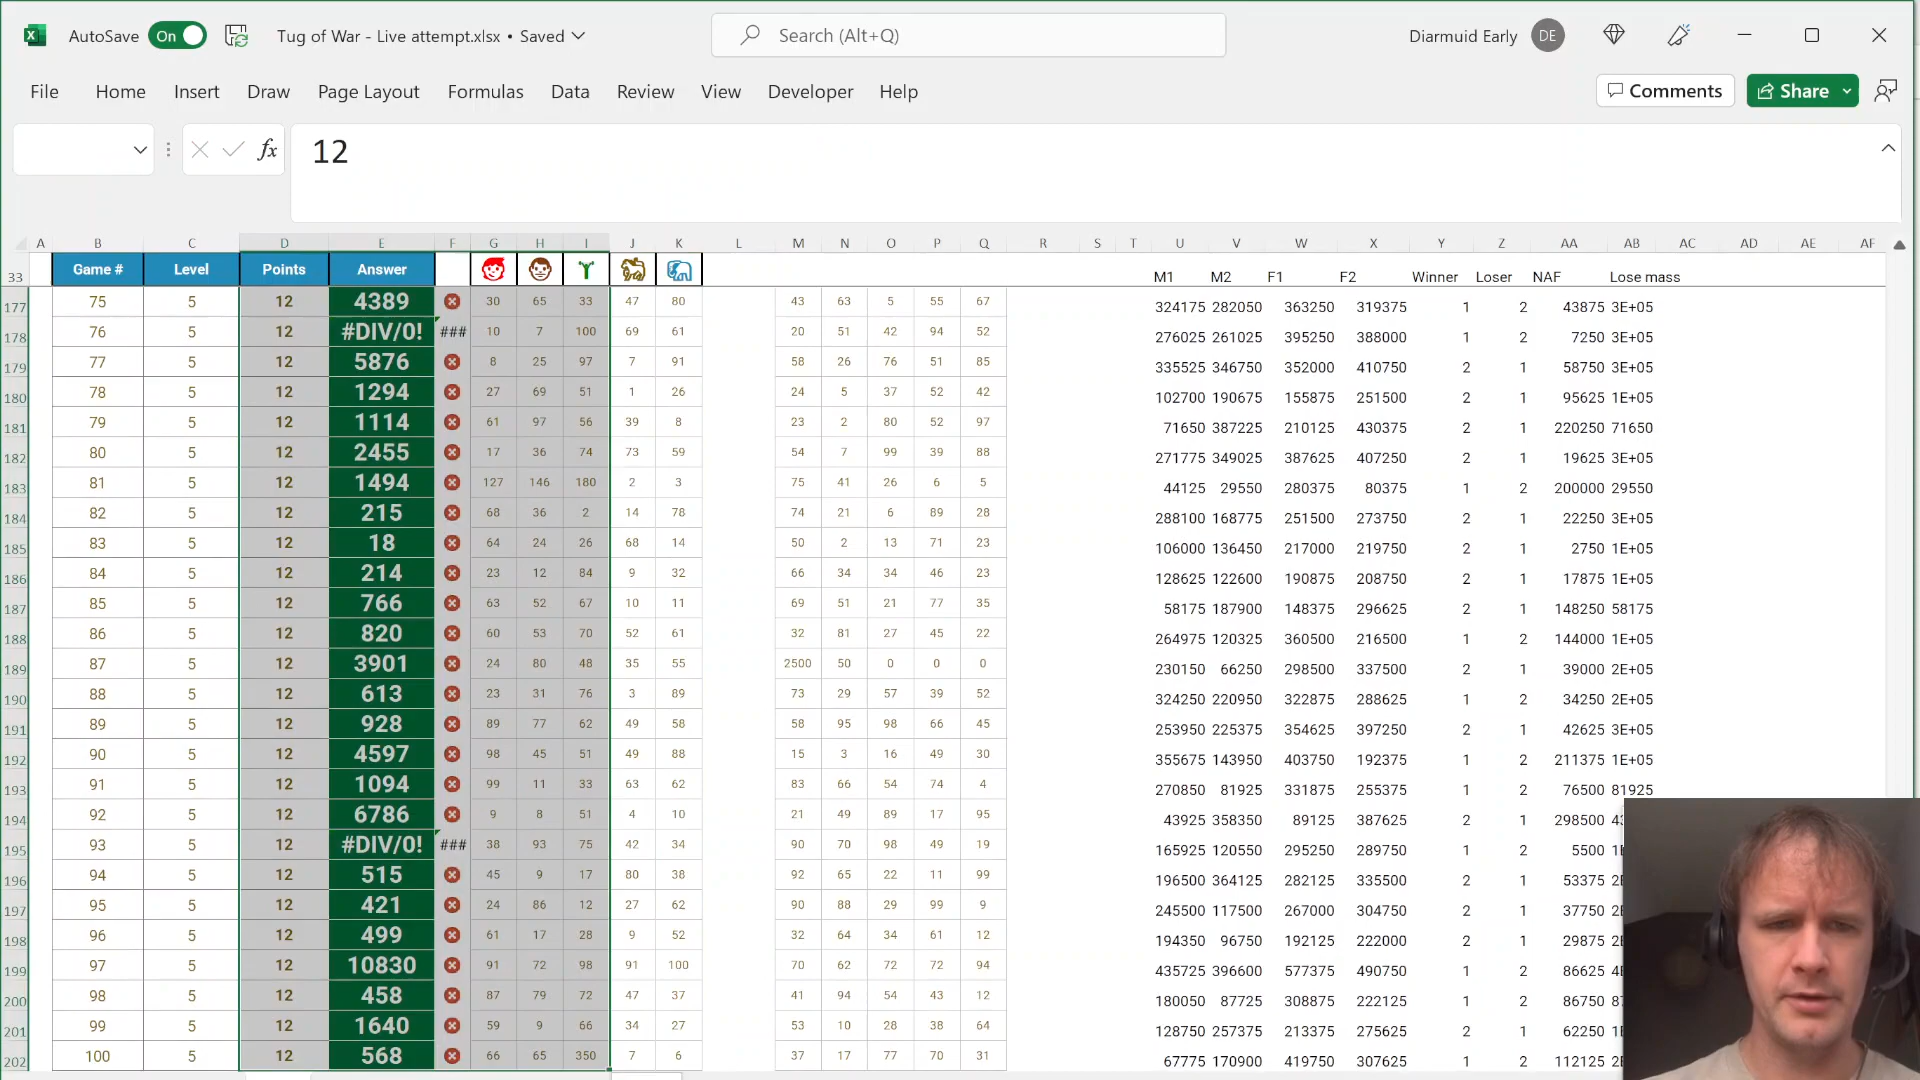 AutoSave On Tug of War - Live attempt.xlsx • Saved Search (Alt+Q) Diarmuid Early DE
File Home Insert Draw Page Layout Formulas Data Review View Developer Help Comments Share
fx 12
A B C D E F G H I J K L M N O P Q R S T U V W X Y Z AA AB AC AD AE AF
33 Game # Level Points Answer M1 M2 F1 F2 Winner Loser NAF Lose mass
177 75 5 12 4389 30 65 33 47 80 43 63 5 55 67 324175 282050 363250 319375 1 2 43875 3E+05
178 76 5 12 #DIV/0! ### 10 7 100 69 61 20 51 42 94 52 276025 261025 395250 388000 1 2 7250 3E+05
179 77 5 12 5876 8 25 97 7 91 58 26 76 51 85 335525 346750 352000 410750 2 1 58750 3E+05
180 78 5 12 1294 27 69 51 1 26 24 5 37 52 42 102700 190675 155875 251500 2 1 95625 1E+05
181 79 5 12 1114 61 97 56 39 8 23 2 80 52 97 71650 387225 210125 430375 2 1 220250 71650
182 80 5 12 2455 17 36 74 73 59 54 7 99 39 88 271775 349025 387625 407250 2 1 19625 3E+05
183 81 5 12 1494 127 146 180 2 3 75 41 26 6 5 44125 29550 280375 80375 1 2 200000 29550
184 82 5 12 215 68 36 2 14 78 74 21 6 89 28 288100 168775 251500 273750 2 1 22250 3E+05
185 83 5 12 18 64 24 26 68 14 50 2 13 71 23 106000 136450 217000 219750 2 1 2750 1E+05
186 84 5 12 214 23 12 84 9 32 66 34 34 46 23 128625 122600 190875 208750 2 1 17875 1E+05
187 85 5 12 766 63 52 67 10 11 69 51 21 77 35 58175 187900 148375 296625 2 1 148250 58175
188 86 5 12 820 60 53 70 52 61 32 81 27 45 22 264975 120325 360500 216500 1 2 144000 1E+05
189 87 5 12 3901 24 80 48 35 55 2500 50 0 0 0 230150 66250 298500 337500 2 1 39000 2E+05
190 88 5 12 613 23 31 76 3 89 73 29 57 39 52 324250 220950 322875 288625 1 2 34250 2E+05
191 89 5 12 928 89 77 62 49 58 58 95 98 66 45 253950 225375 354625 397250 2 1 42625 3E+05
192 90 5 12 4597 98 45 51 49 88 15 3 16 49 30 355675 143950 403750 192375 1 2 211375 1E+05
193 91 5 12 1094 99 11 33 63 62 83 66 54 74 4 270850 81925 331875 255375 1 2 76500 81925
194 92 5 12 6786 9 8 51 4 10 21 49 89 17 95 43925 358350 89125 387625 2 1 298500
195 93 5 12 #DIV/0! ### 38 93 75 42 34 90 70 98 49 19 165925 120550 295250 289750 1 2 5500
196 94 5 12 515 45 9 17 80 38 92 65 22 11 99 196500 364125 282125 335500 2 1 53375
197 95 5 12 421 24 86 12 27 62 90 88 29 99 9 245500 117500 267000 304750 2 1 37750
198 96 5 12 499 61 17 28 9 52 32 64 34 61 12 194350 96750 192125 222000 2 1 29875
199 97 5 12 10830 91 72 98 91 100 70 62 72 72 94 435725 396600 577375 490750 1 2 86625
200 98 5 12 458 87 79 72 47 37 41 94 54 43 12 180050 87725 308875 222125 1 2 86750
201 99 5 12 1640 59 9 66 34 27 53 10 28 38 64 128750 257375 213375 275625 2 1 62250
202 100 5 12 568 66 65 350 7 6 37 17 77 70 31 67775 170900 419750 307625 1 2 112125